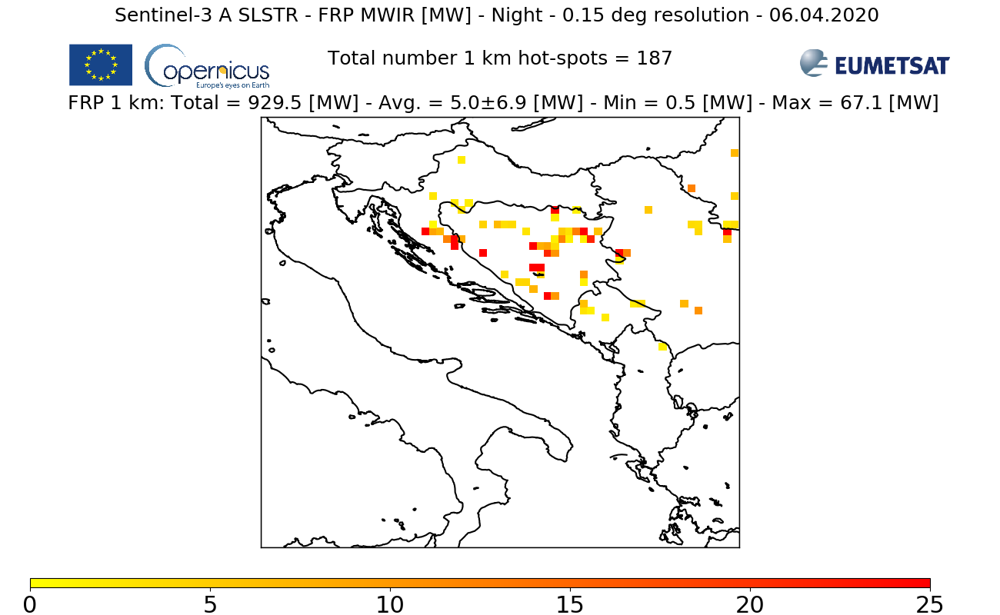 Sentinel-3 A SLSTR - FRP MWIR [MW] - Night - 0.15 deg resolution - 06.04.2020
opernicus
Europe's eyes on Earth
Total number 1 km hot-spots = 187
EUMETSAT
FRP 1 km: Total = 929.5 [MW] - Avg. = 5.0±6.9 [MW] - Min = 0.5 [MW] - Max = 67.1 [MW]
0 5 10 15 20 25